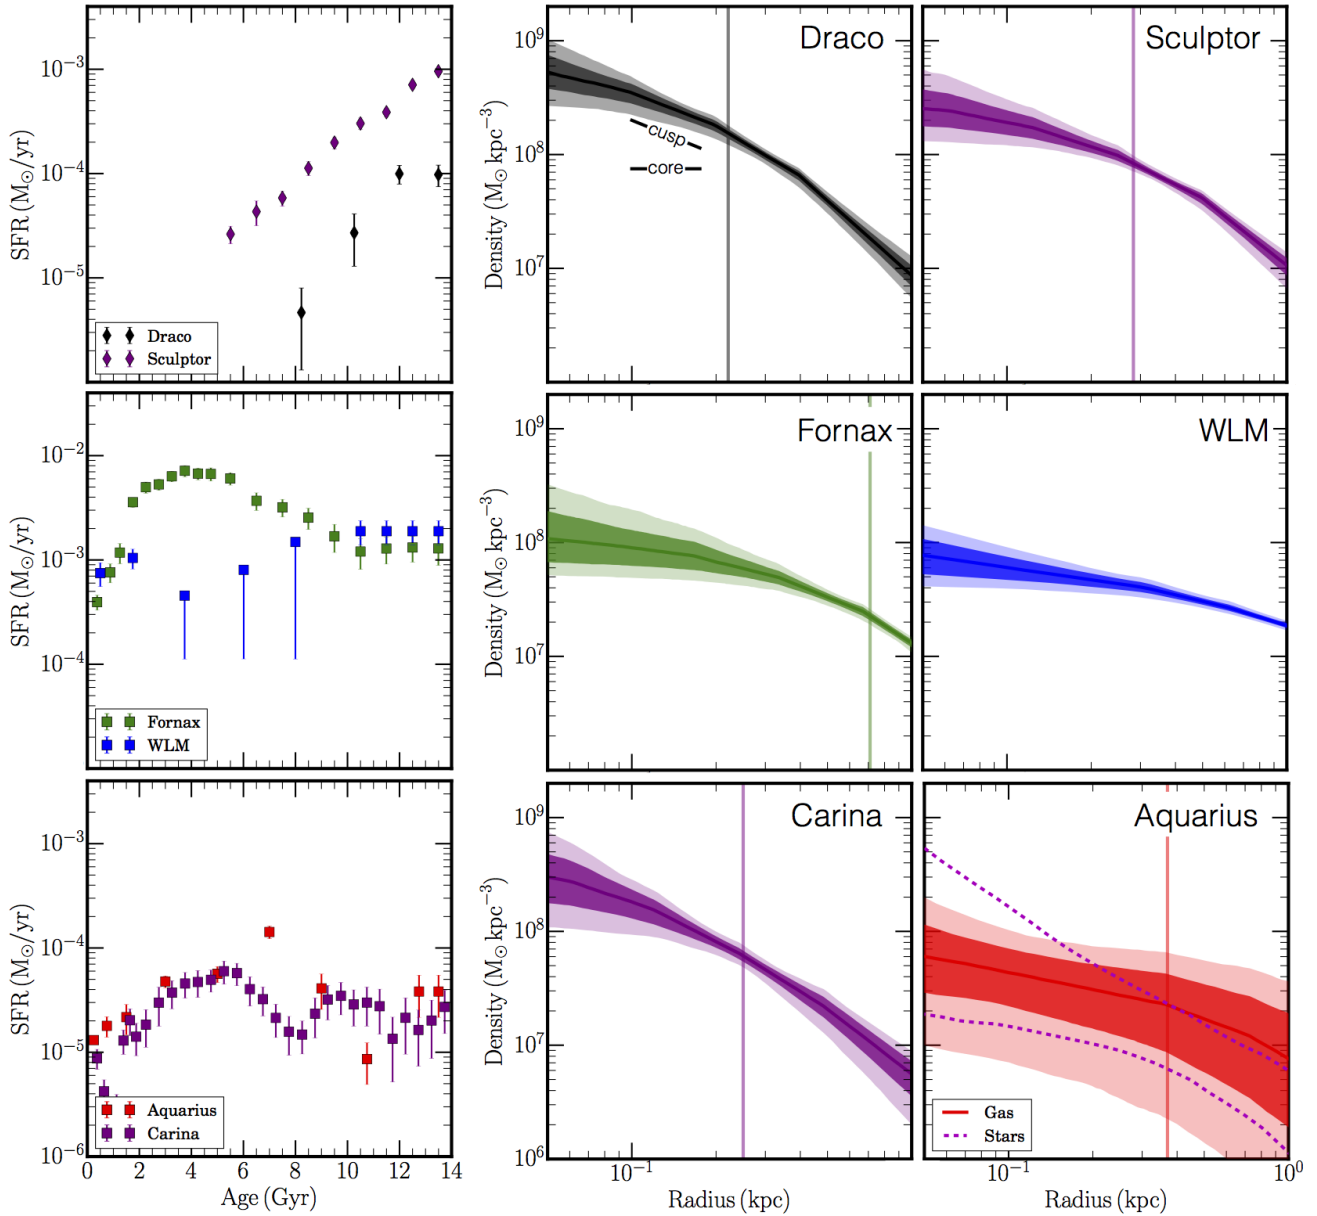 10⁻³
10⁻⁴
10⁻⁵
SFR (M⊙/yr)
Draco
Sculptor
10⁹
10⁸
10⁷
Density (M⊙ kpc⁻³)
Draco
cusp
core
Sculptor
10⁻²
10⁻³
10⁻⁴
SFR (M⊙/yr)
Fornax
WLM
10⁹
10⁸
10⁷
Density (M⊙ kpc⁻³)
Fornax
WLM
10⁻³
10⁻⁴
10⁻⁵
10⁻⁶
SFR (M⊙/yr)
Aquarius
Carina
0 2 4 6 8 10 12 14
Age (Gyr)
10⁹
10⁸
10⁷
10⁶
Density (M⊙ kpc⁻³)
Carina
10⁻¹
Radius (kpc)
Aquarius
Gas
Stars
10⁻¹ 10⁰
Radius (kpc)